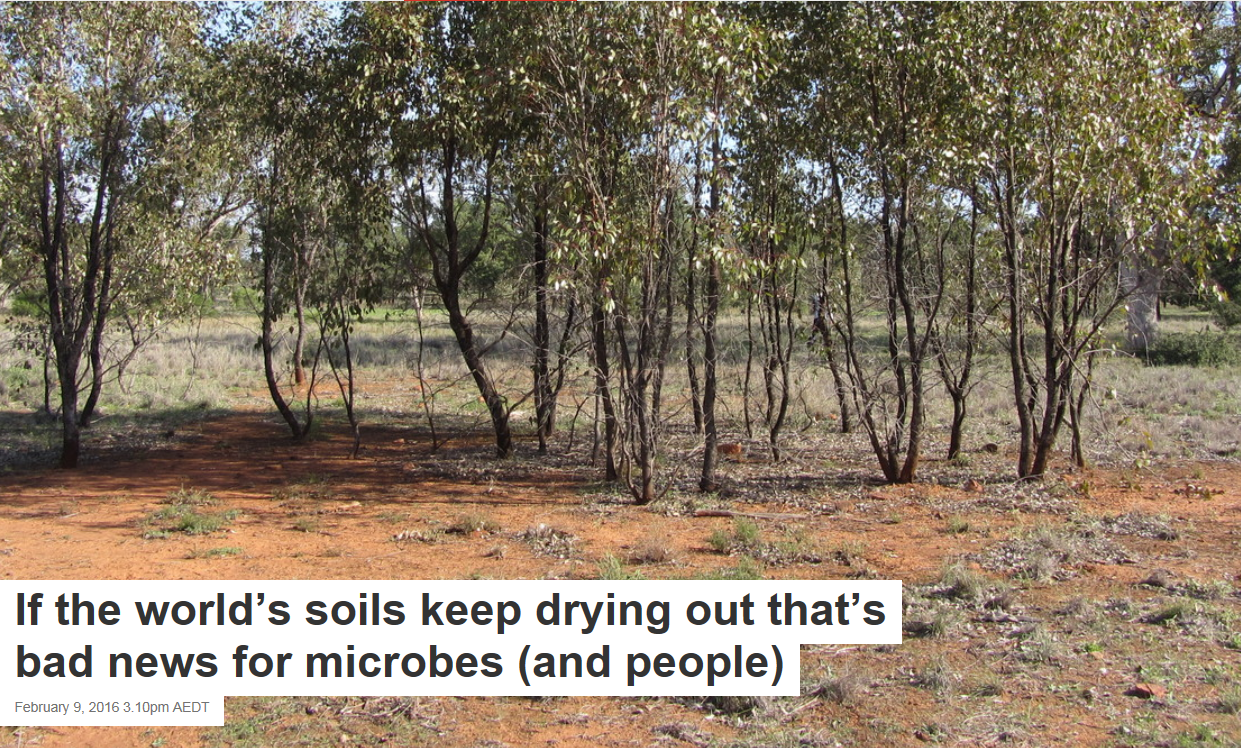 If the world’s soils keep drying out that’s
bad news for microbes (and people)
February 9, 2016 3.10pm AEDT